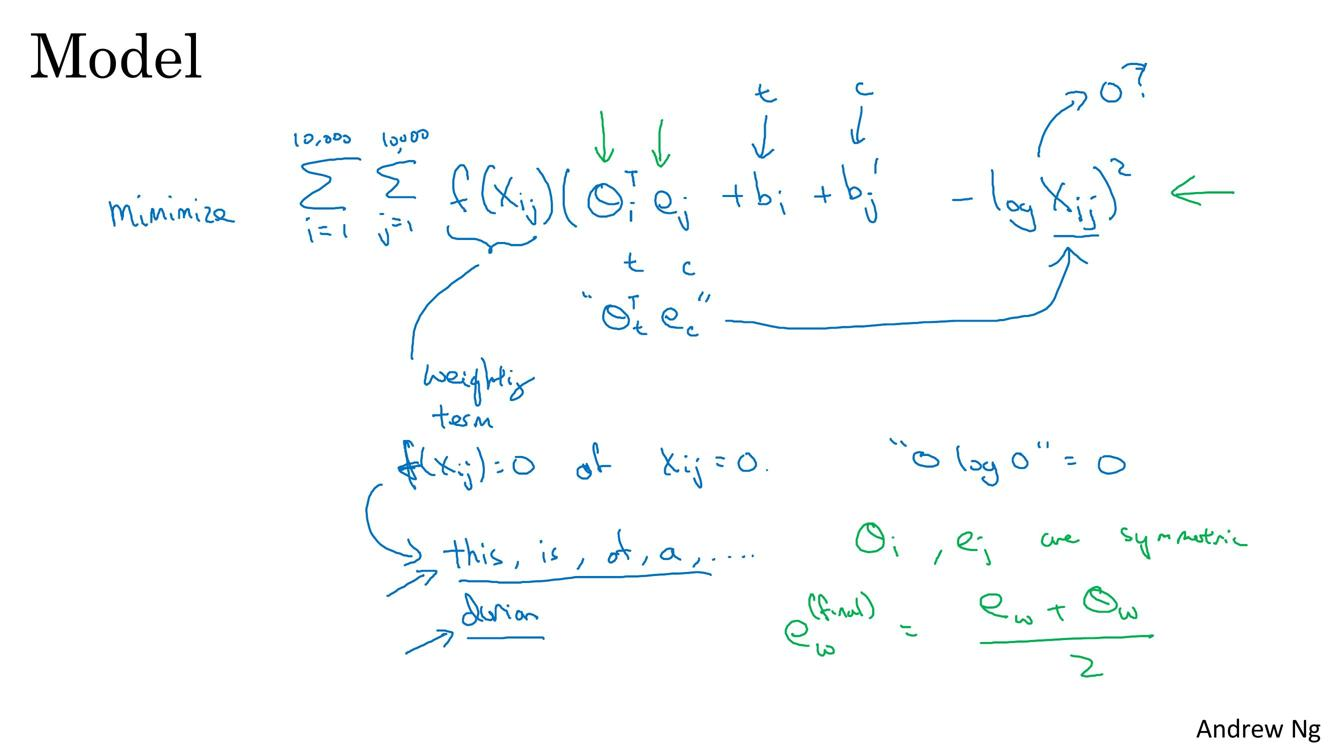 Model
t c 0?
10,000 10,000
minimize ∑ ∑ f(Xij)(θiᵀ ej + bi + bj' - log Xij)²
i=1 j=1
t c
"θtᵀ ec"
weighting
term
f(xij)=0 at xij=0. "0 log 0" = 0
this, is, of, a, .... θi, ej are symmetric
durian
ew(final) = ew + θw
2
Andrew Ng